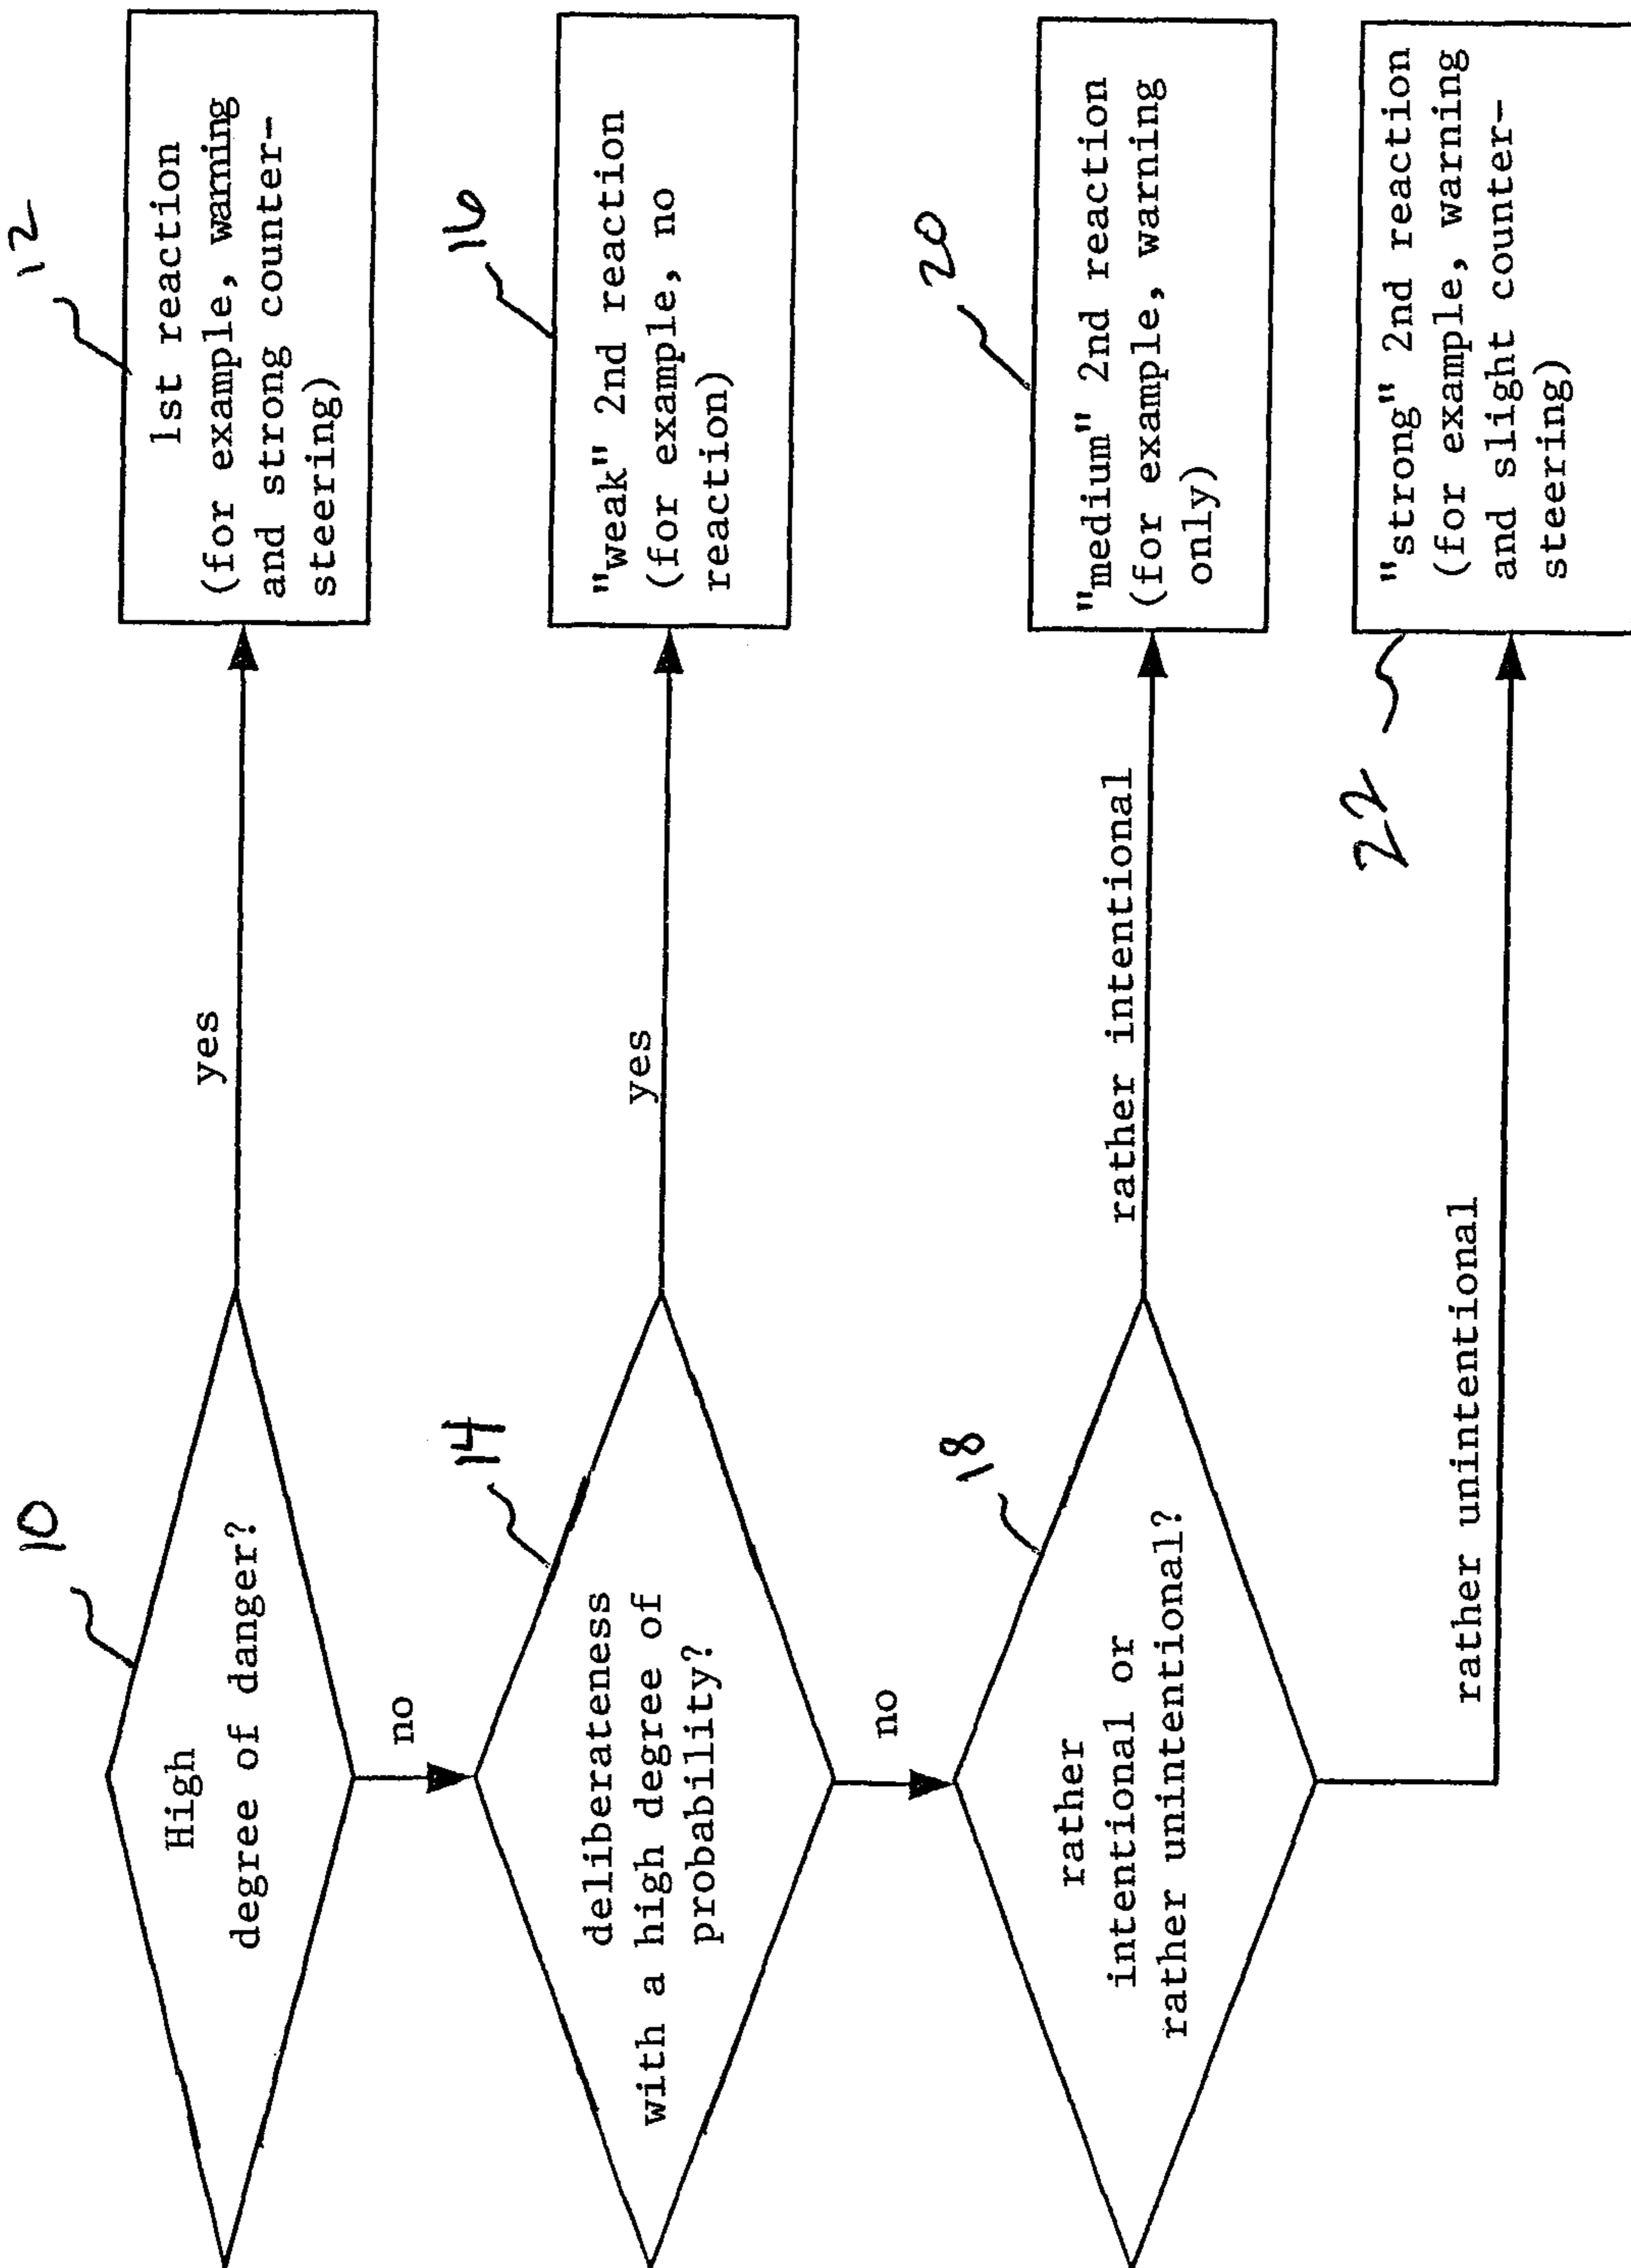 10
High
degree of danger?
yes
12
1st reaction
(for example, warning
and strong counter-
steering)
no
14
deliberateness
with a high degree of
probability?
yes
16
"weak" 2nd reaction
(for example, no
reaction)
no
18
rather
intentional or
rather unintentional?
rather intentional
20
"medium" 2nd reaction
(for example, warning
only)
rather unintentional
22
"strong" 2nd reaction
(for example, warning
and slight counter-
steering)